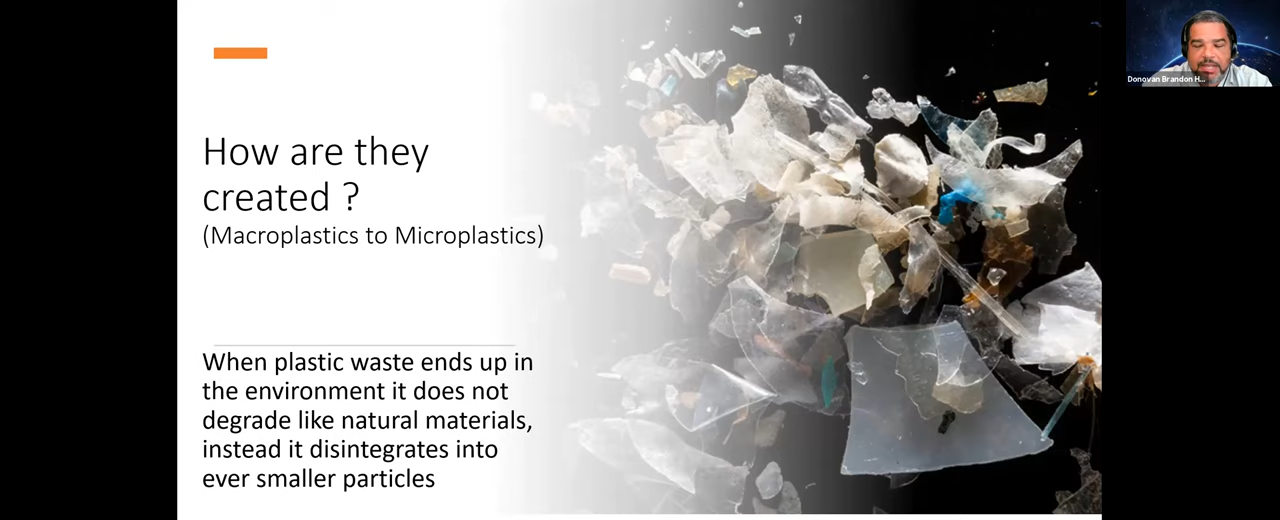 How are they
created ?
(Macroplastics to Microplastics)
When plastic waste ends up in
the environment it does not
degrade like natural materials,
instead it disintegrates into
ever smaller particles
Donovan Brandon H...